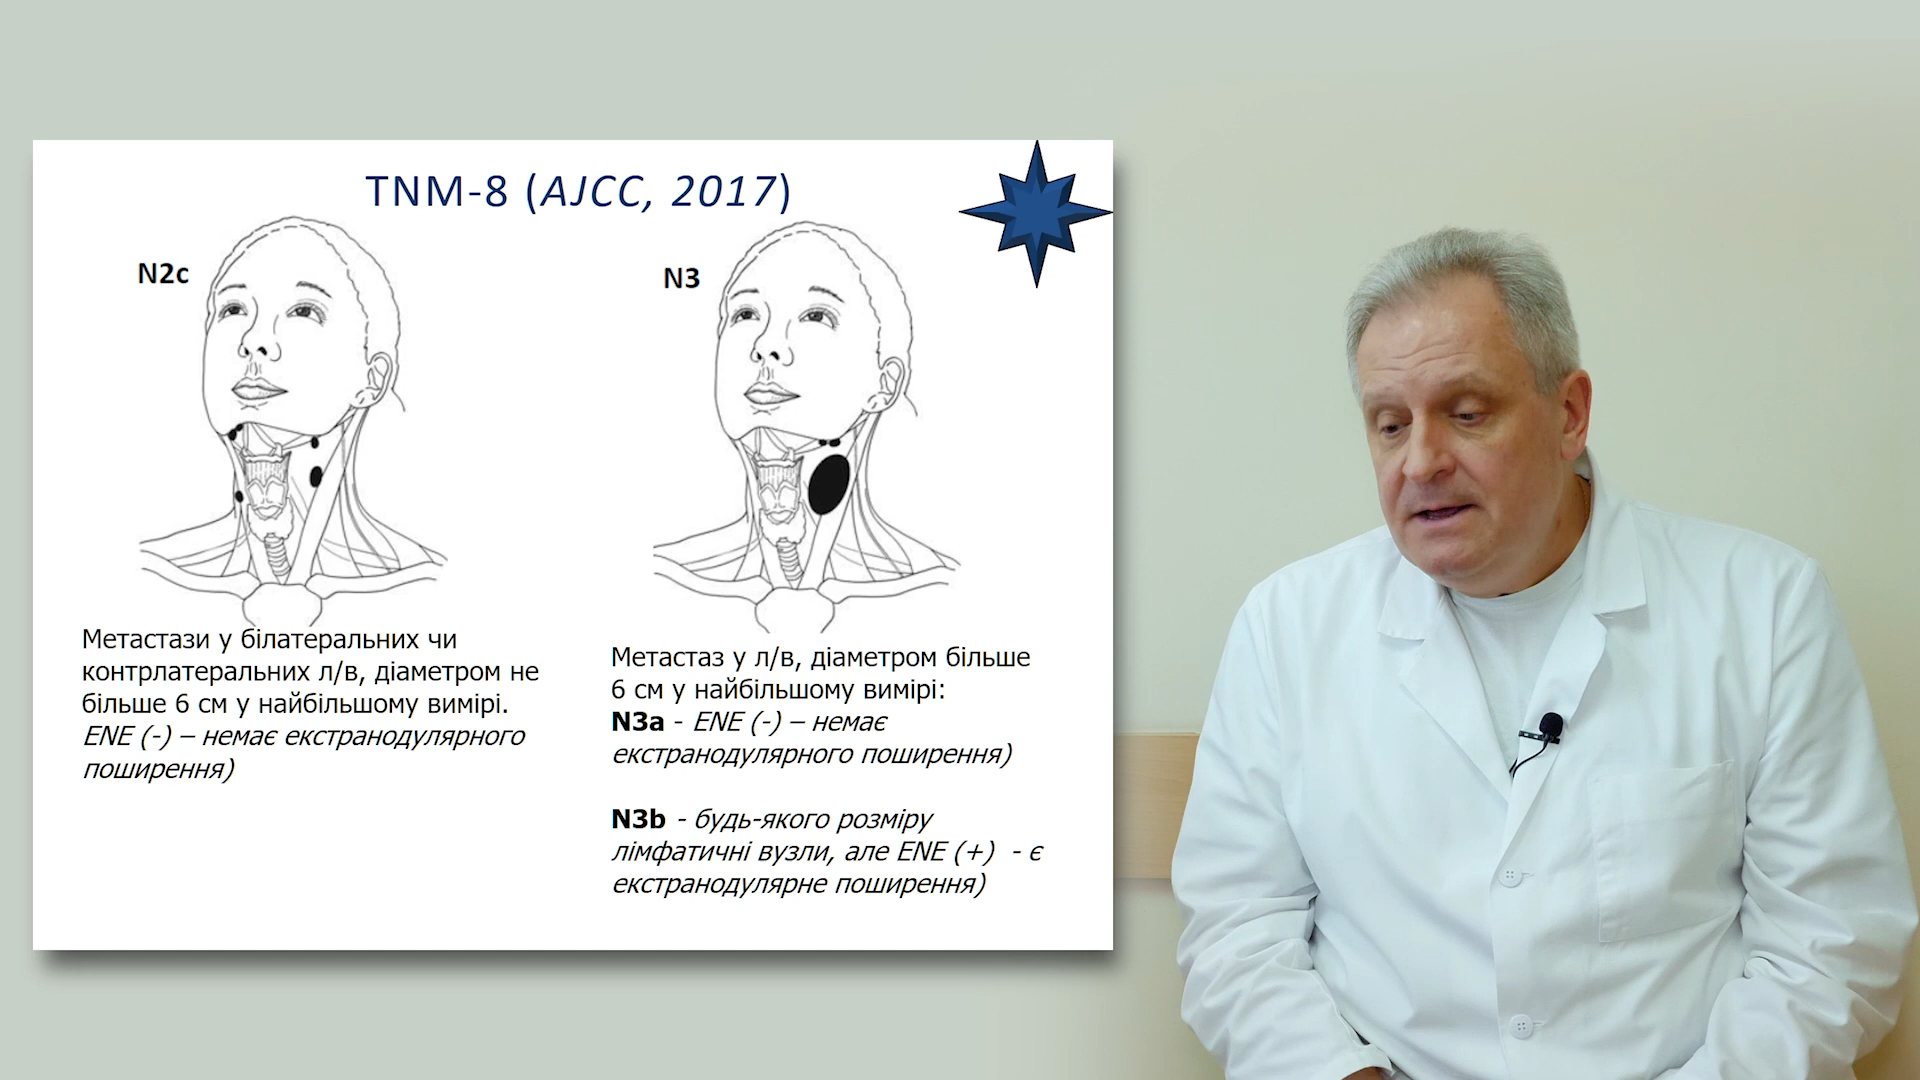 TNM-8 (AJCC, 2017)
N2c
N3
Метастази у білатеральних чи
контрлатеральних л/в, діаметром не
більше 6 см у найбільшому вимірі.
ENE (-) – немає екстранодулярного
поширення)
Метастаз у л/в, діаметром більше
6 см у найбільшому вимірі:
N3a - ENE (-) – немає
екстранодулярного поширення)
N3b - будь-якого розміру
лімфатичні вузли, але ENE (+) - є
екстранодулярне поширення)